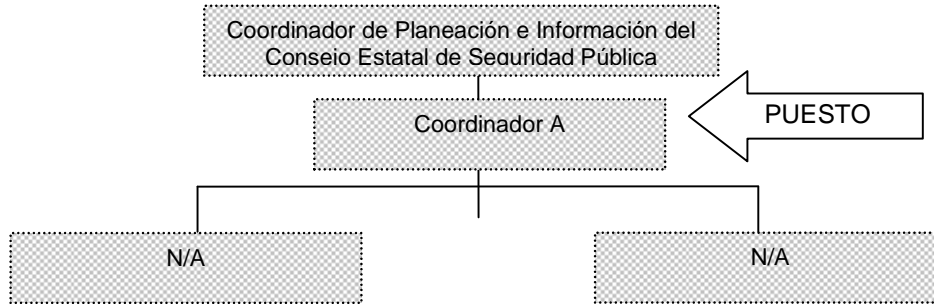 Coordinador de Planeación e Información del
Consejo Estatal de Seguridad Pública
Coordinador A
PUESTO
N/A
N/A